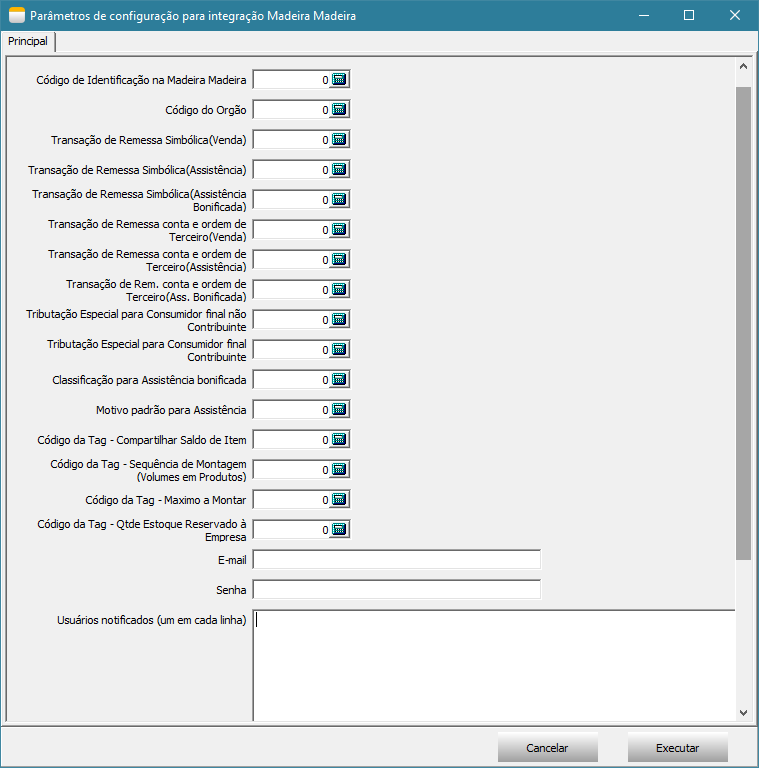 Parâmetros de configuração para integração Madeira Madeira
Principal
Código de Identificação na Madeira Madeira 0
Código do Orgão 0
Transação de Remessa Simbólica(Venda) 0
Transação de Remessa Simbólica(Assistência) 0
Transação de Remessa Simbólica(Assistência
Bonificada) 0
Transação de Remessa conta e ordem de
Terceiro(Venda) 0
Transação de Remessa conta e ordem de
Terceiro(Assistência) 0
Transação de Rem. conta e ordem de
Terceiro(Ass. Bonificada) 0
Tributação Especial para Consumidor final não
Contribuinte 0
Tributação Especial para Consumidor final
Contribuinte 0
Classificação para Assistência bonificada 0
Motivo padrão para Assistência 0
Código da Tag - Compartilhar Saldo de Item 0
Código da Tag - Sequência de Montagem
(Volumes em Produtos) 0
Código da Tag - Maximo a Montar 0
Código da Tag - Qtde Estoque Reservado à
Empresa 0
E-mail
Senha
Usuários notificados (um em cada linha)
Cancelar
Executar